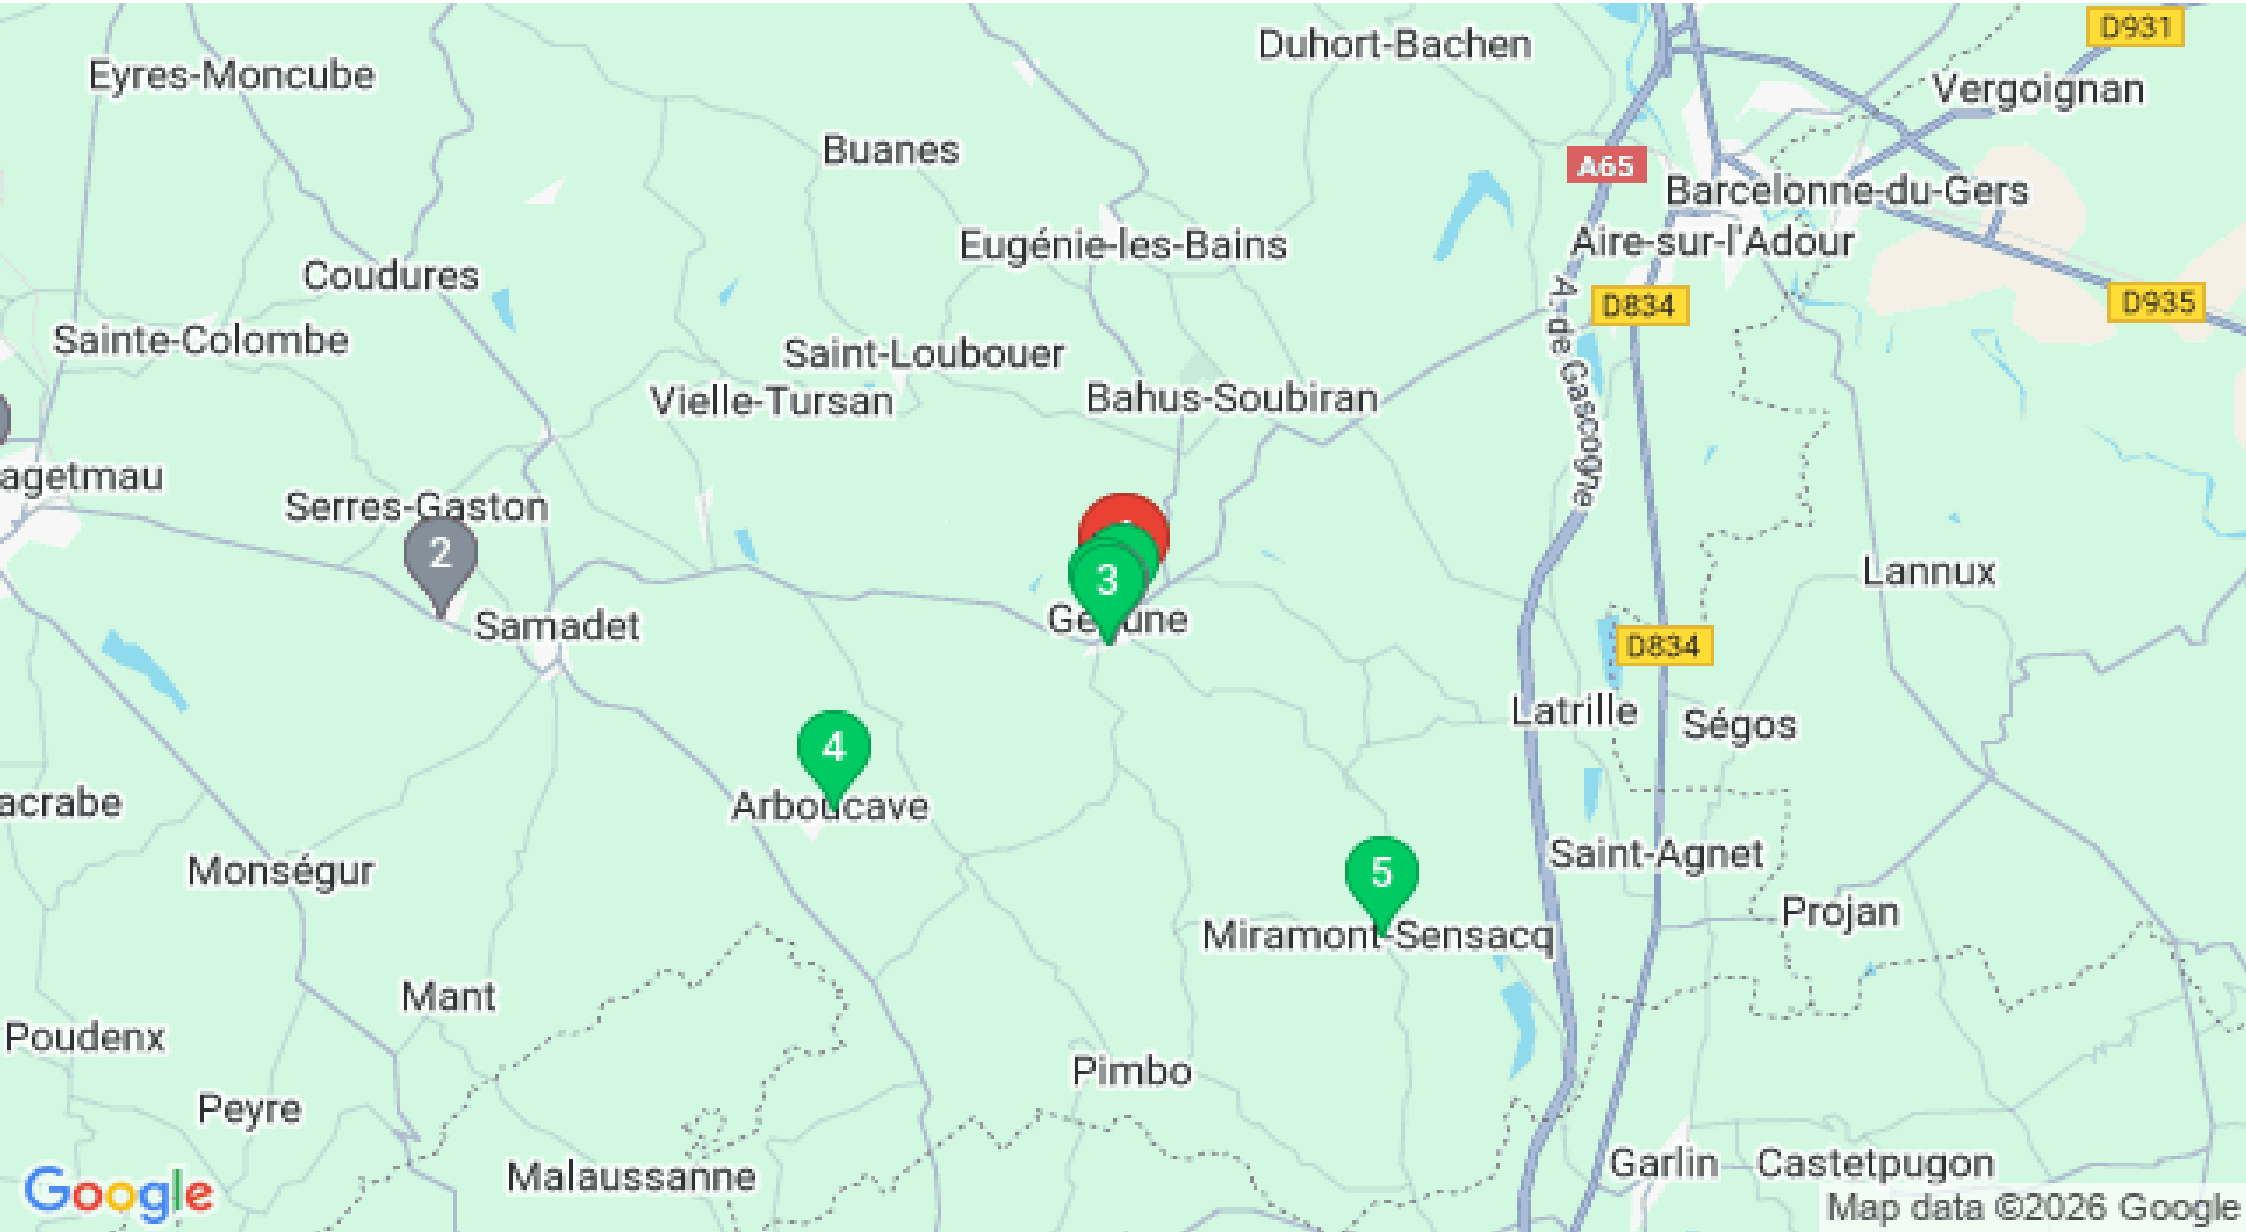 D931
Duhort-Bachen
Eyres-Moncube
Vergoignan
Buanes
A65
Barcelonne-du-Gers
Eugénie-les-Bains
Aire-sur-l'Adour
Coudures
D834
D935
Sainte-Colombe
A. de Gascogne
Saint-Loubouer
Vielle-Tursan
Bahus-Soubiran
agetmau
Serres-Gaston
2
Lannux
3
Samadet
D834
Latrille
Ségos
4
Arboucave
acrabe
Saint-Agnet
Monségur
5
Projan
Miramont-Sensacq
Mant
Poudenx
Pimbo
Peyre
Garlin
Castetpugon
Malaussanne
Google
Map data ©2026 Google